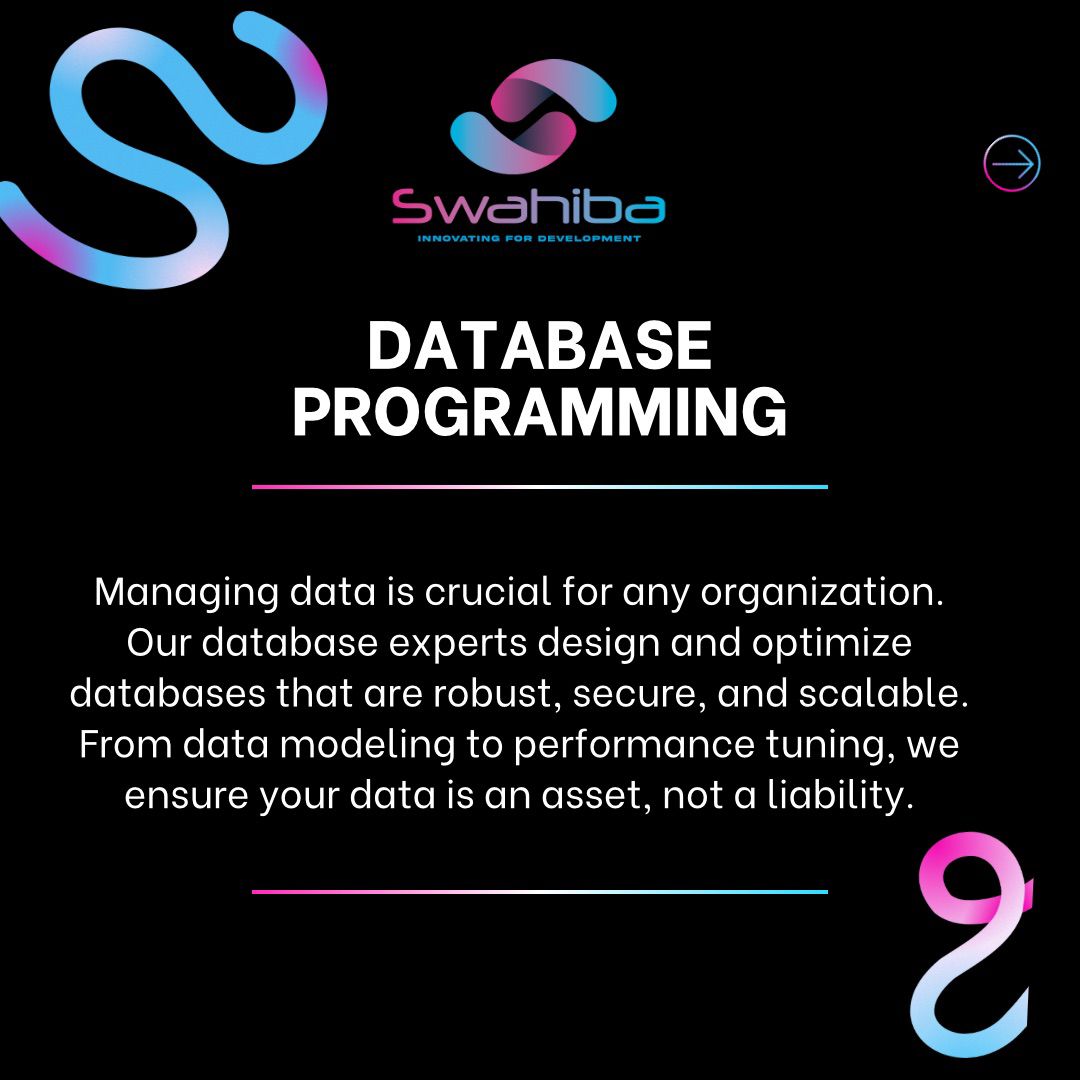 Swahiba
INNOVATING FOR DEVELOPMENT
DATABASE
PROGRAMMING
Managing data is crucial for any organization.
Our database experts design and optimize
databases that are robust, secure, and scalable.
From data modeling to performance tuning, we
ensure your data is an asset, not a liability.